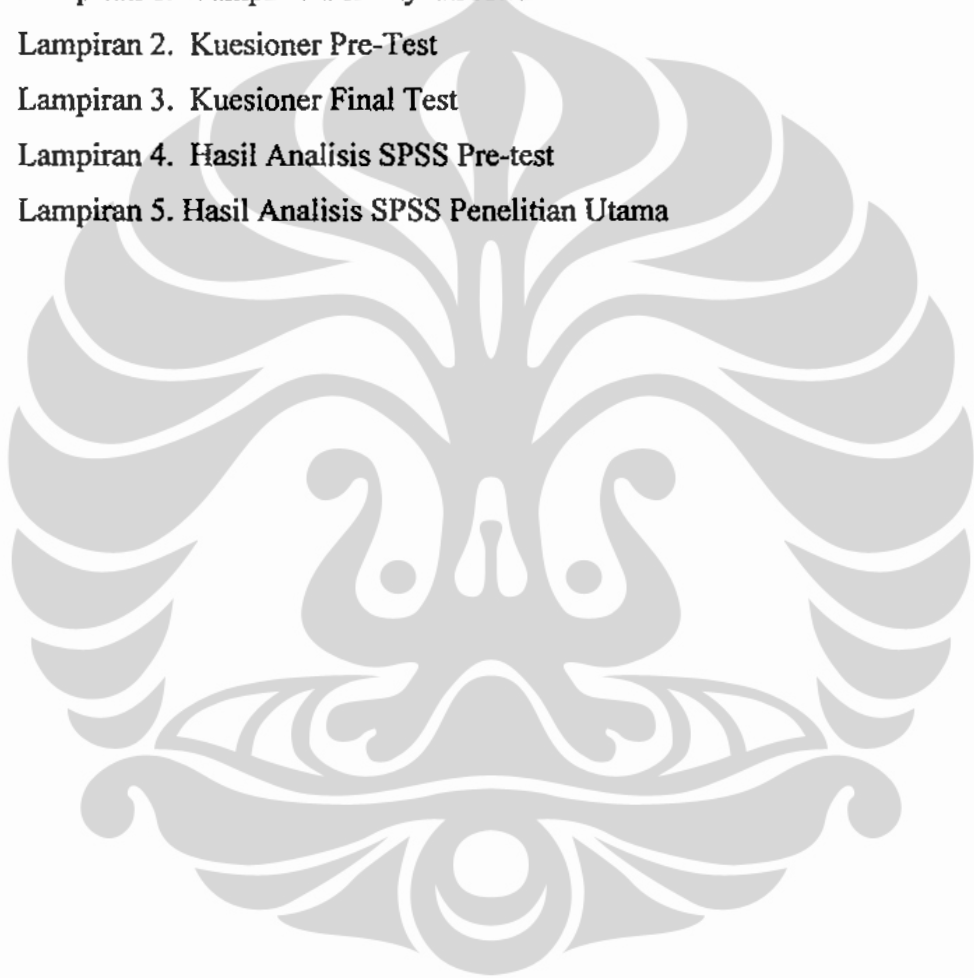 Lampiran 2. Kuesioner Pre-Test
Lampiran 3. Kuesioner Final Test
Lampiran 4. Hasil Analisis SPSS Pre-test
Lampiran 5. Hasil Analisis SPSS Penelitian Utama